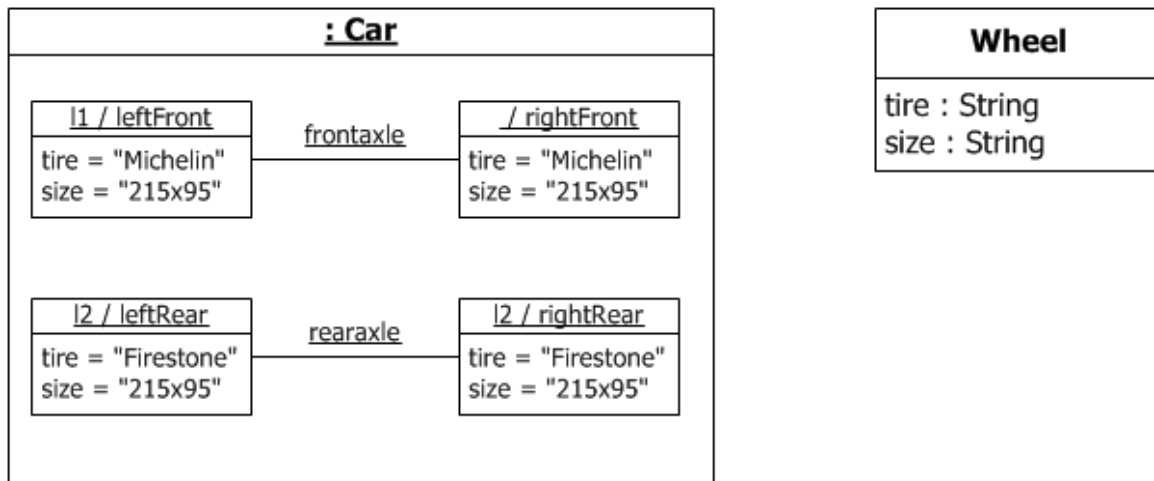 : Car
l1 / leftFront
tire = "Michelin"
size = "215x95"
frontaxle
/ rightFront
tire = "Michelin"
size = "215x95"
l2 / leftRear
tire = "Firestone"
size = "215x95"
rearaxle
l2 / rightRear
tire = "Firestone"
size = "215x95"
Wheel
tire : String
size : String